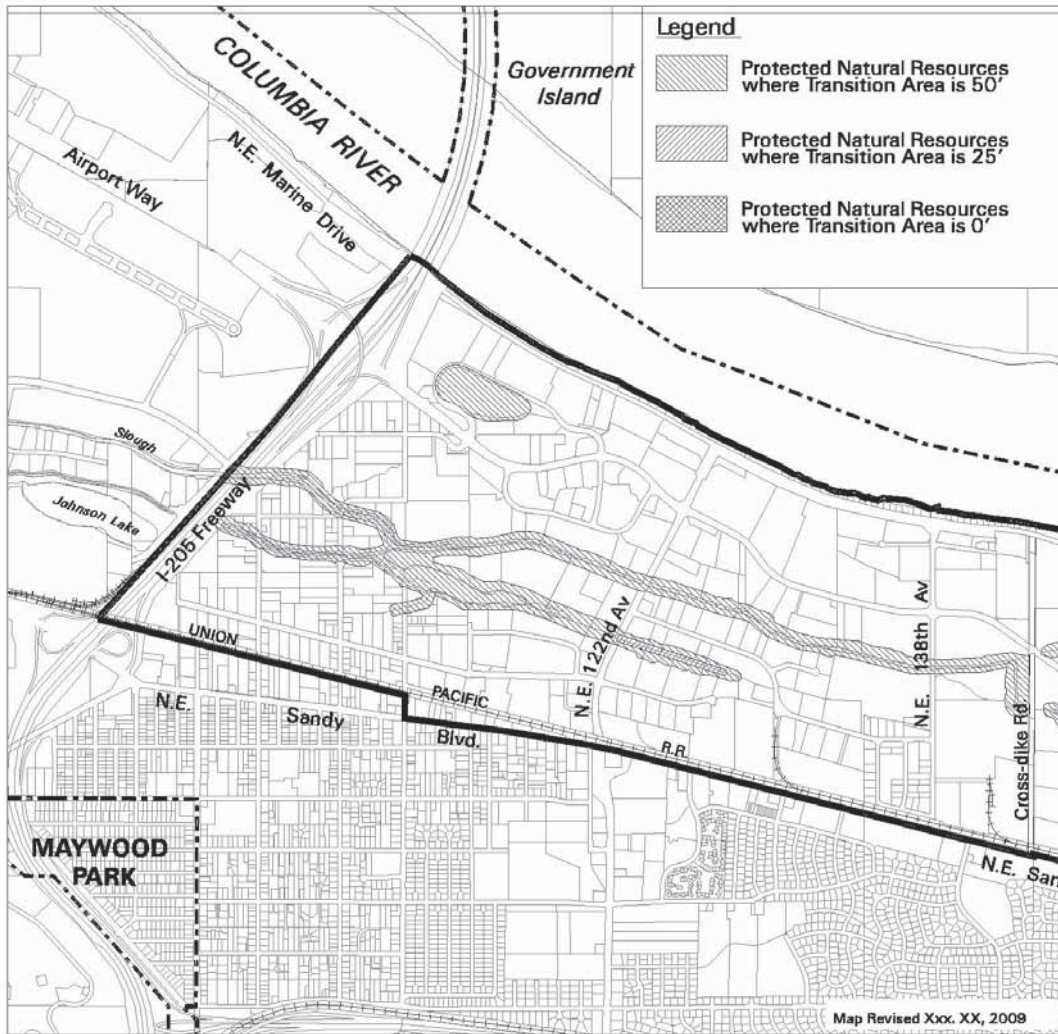 Legend
Protected Natural Resources
where Transition Area is 50'
Protected Natural Resources
where Transition Area is 25'
Protected Natural Resources
where Transition Area is 0'
COLUMBIA RIVER
Government
Island
Airport Way
N.E. Marine Drive
Slough
Johnson Lake
I-205 Freeway
UNION
PACIFIC
R.R.
N.E.
Sandy
Blvd.
N.E. 122nd Av
N.E. 138th Av
Cross-dike Rd.
N.E. San
MAYWOOD
PARK
Map Revised Xxx. XX, 2009